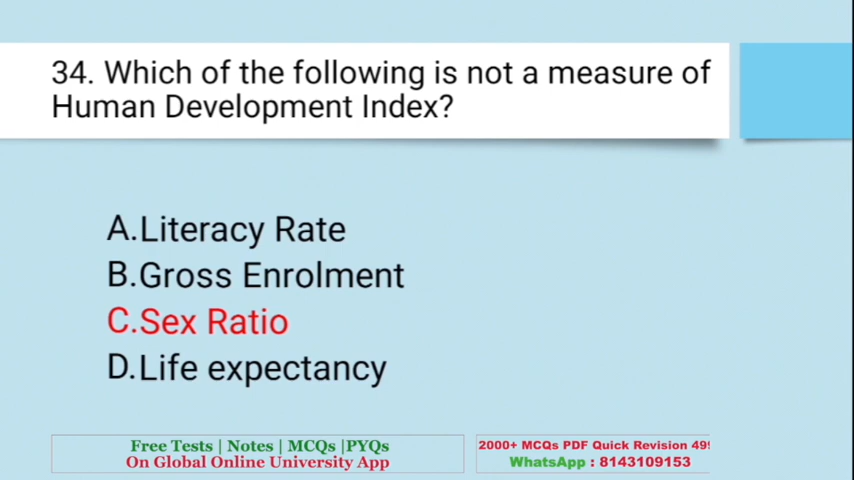 34. Which of the following is not a measure of
Human Development Index?
A.Literacy Rate
B.Gross Enrolment
C.Sex Ratio
D.Life expectancy
Free Tests | Notes | MCQs |PYQs
On Global Online University App
2000+ MCQs PDF Quick Revision 499
WhatsApp : 8143109153